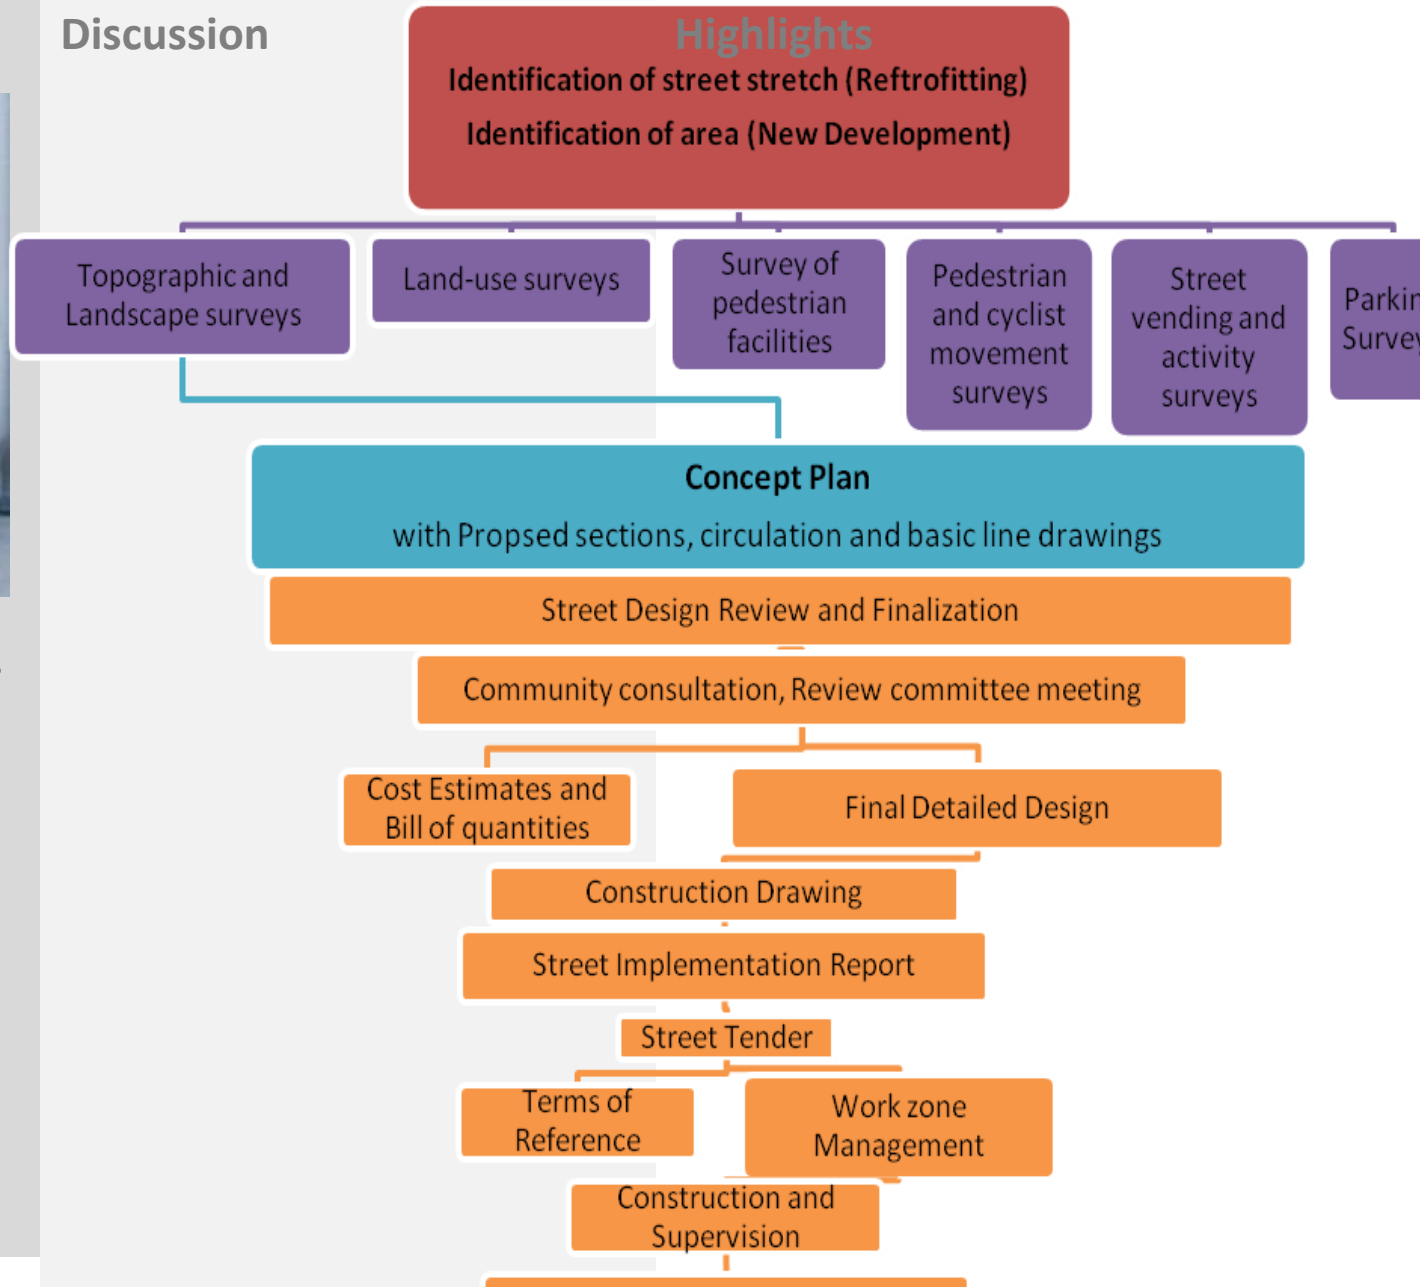 Discussion
Highlights
Identification of street stretch (Reftrofitting)
Identification of area (New Development)
Topographic and
Landscape surveys
Land-use surveys
Survey of
pedestrian
facilities
Pedestrian
and cyclist
movement
surveys
Street
vending and
activity
surveys
Concept Plan
with Propsed sections, circulation and basic line drawings
Street Design Review and Finalization
Community consultation, Review committee meeting
Cost Estimates and
Bill of quantities
Final Detailed Design
Construction Drawing
Street Implementation Report
Street Tender
Terms of
Reference
Work zone
Management
Construction and
Supervision